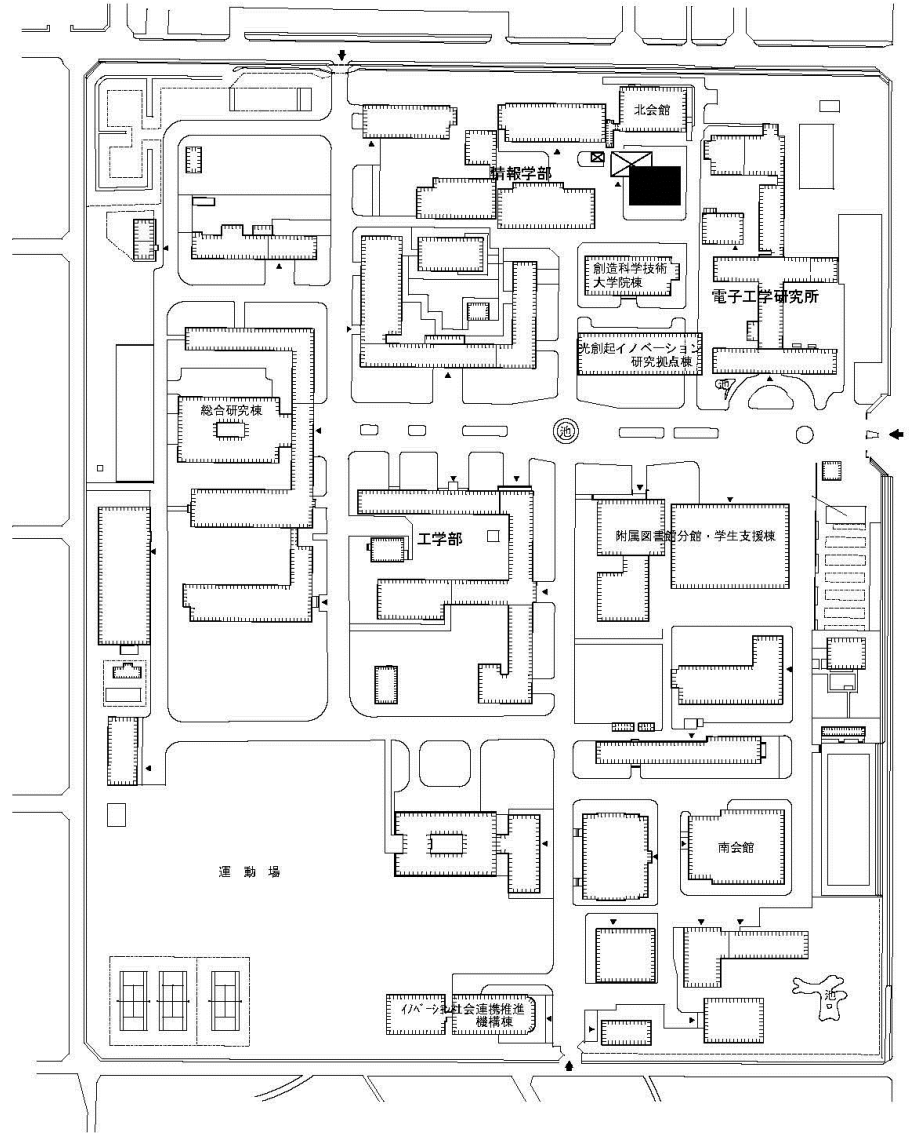 北会館
情報学部
創造科学技術
大学院棟
電子工学研究所
光創起イノベーション
研究拠点棟
池
総合研究棟
池
工学部
附属図書館分館・学生支援棟
南会館
運 動 場
池
ｲﾉﾍﾞｰｼｮﾝ社会連携推進
機構棟